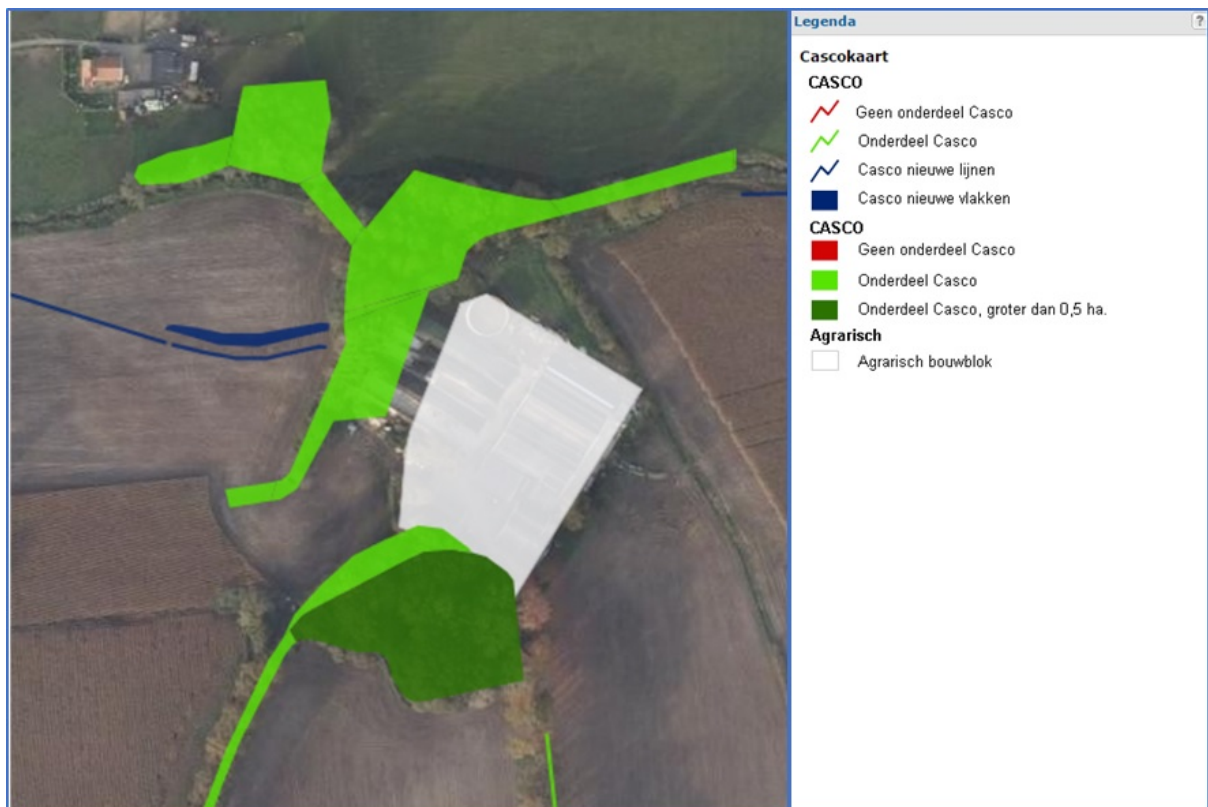 Legenda
?
Cascokaart
CASCO
Geen onderdeel Casco
Onderdeel Casco
Casco nieuwe lijnen
Casco nieuwe vlakken
CASCO
Geen onderdeel Casco
Onderdeel Casco
Onderdeel Casco, groter dan 0,5 ha.
Agrarisch
Agrarisch bouwblok